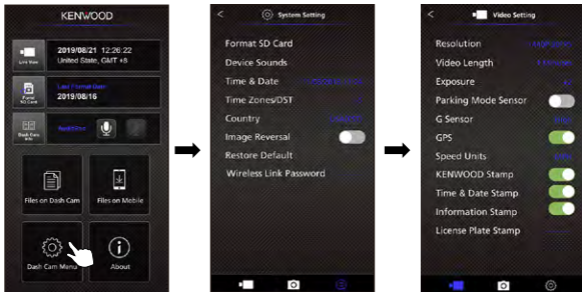 KENWOOD
2019/08/21 12:26:22
United State, GMT +8
Live View
2019/08/16
Format
SD Card
Dash Cam
Info
Files on Dash Cam
Files on Mobile
Dash Cam Menu
About
System Setting
Format SD Card
Device Sounds
Time & Date
Time Zones/DST
Country
Image Reversal
Restore Default
Wireless Link Password
Video Setting
Resolution
Video Length
Exposure
Parking Mode Sensor
G Sensor
GPS
Speed Units
KENWOOD Stamp
Time & Date Stamp
Information Stamp
License Plate Stamp